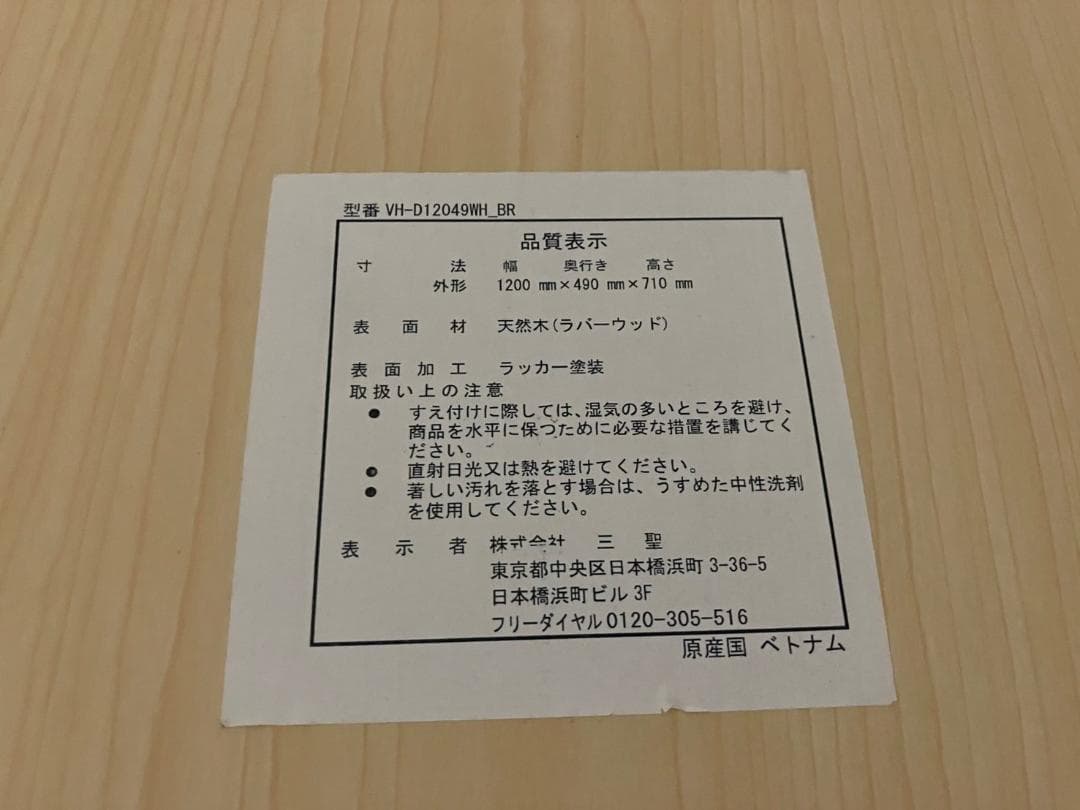 型番 VH-D12049WH_BR
品質表示
寸法 幅 奥行き 高さ
外形 1200 mm×490 mm×710 mm
表面材 天然木(ラバーウッド)
表面加工 ラッカー塗装
取扱い上の注意
● すえ付けに際しては、湿気の多いところを避け、
商品を水平に保つために必要な措置を講じてく
ださい。
● 直射日光又は熱を避けてください。
● 著しい汚れを落とす場合は、うすめた中性洗剤
を使用してください。
表示者 株式会社 三聖
東京都中央区日本橋浜町 3-36-5
日本橋浜町ビル 3F
フリーダイヤル 0120-305-516
原産国 ベトナム